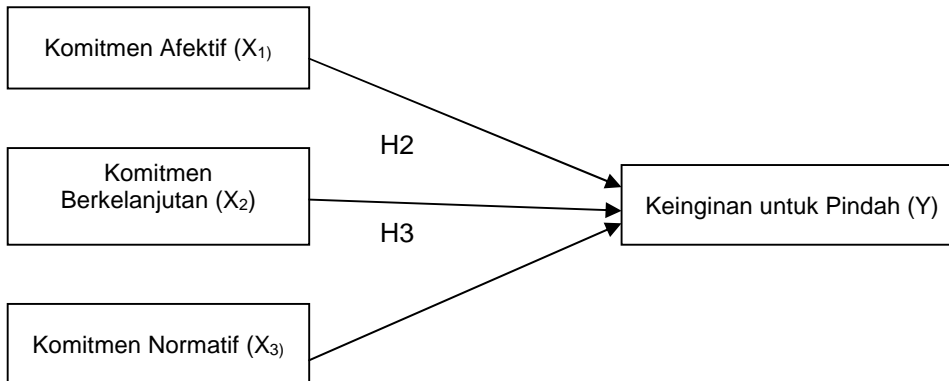 Komitmen Afektif (X1)
H2
Komitmen
Berkelanjutan (X2)
Keinginan untuk Pindah (Y)
H3
Komitmen Normatif (X3)